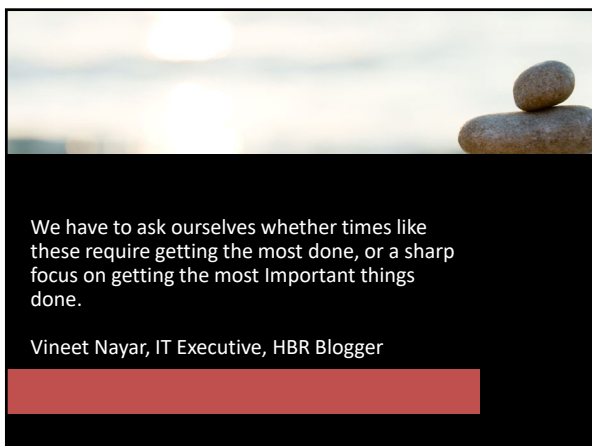 We have to ask ourselves whether times like
these require getting the most done, or a sharp
focus on getting the most Important things
done.
Vineet Nayar, IT Executive, HBR Blogger